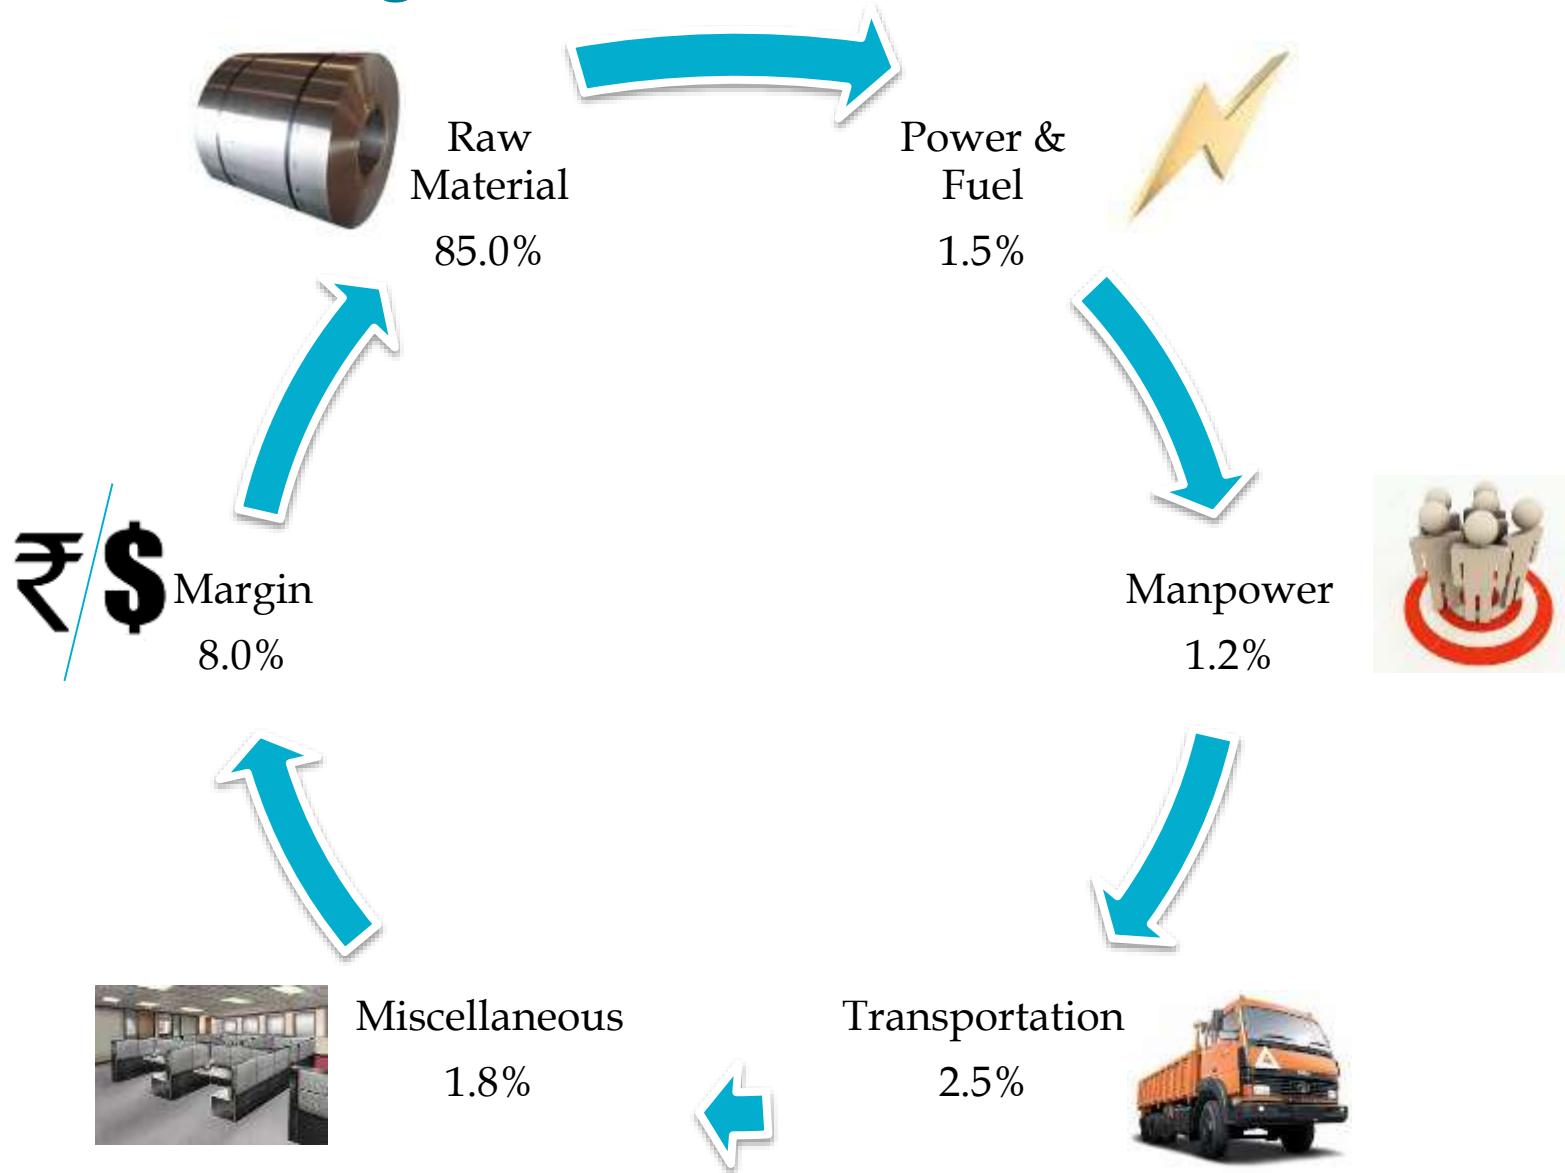 Raw
Material
85.0%
Power &
Fuel
1.5%
Manpower
1.2%
Transportation
2.5%
Miscellaneous
1.8%
₹/$ Margin
8.0%